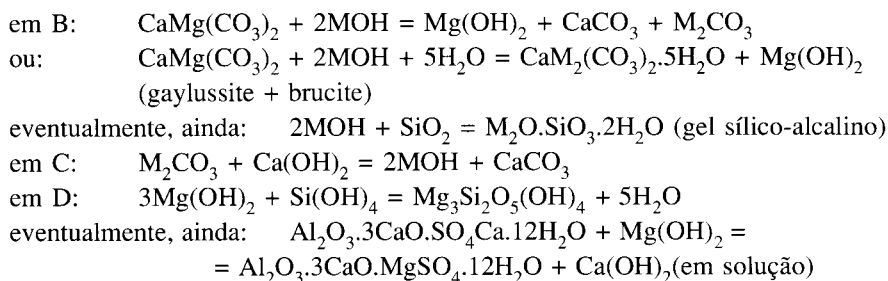 em B: CaMg(CO₃)₂ + 2MOH = Mg(OH)₂ + CaCO₃ + M₂CO₃
ou: CaMg(CO₃)₂ + 2MOH + 5H₂O = CaM₂(CO₃)₂.5H₂O + Mg(OH)₂
(gaylussite + brucite)
eventualmente, ainda: 2MOH + SiO₂ = M₂O.SiO₃.2H₂O (gel sílico-alcalino)
em C: M₂CO₃ + Ca(OH)₂ = 2MOH + CaCO₃
em D: 3Mg(OH)₂ + Si(OH)₄ = Mg₃Si₂O₅(OH)₄ + 5H₂O
eventualmente, ainda: Al₂O₃.3CaO.SO₄Ca.12H₂O + Mg(OH)₂ =
= Al₂O₃.3CaO.MgSO₄.12H₂O + Ca(OH)₂(em solução)